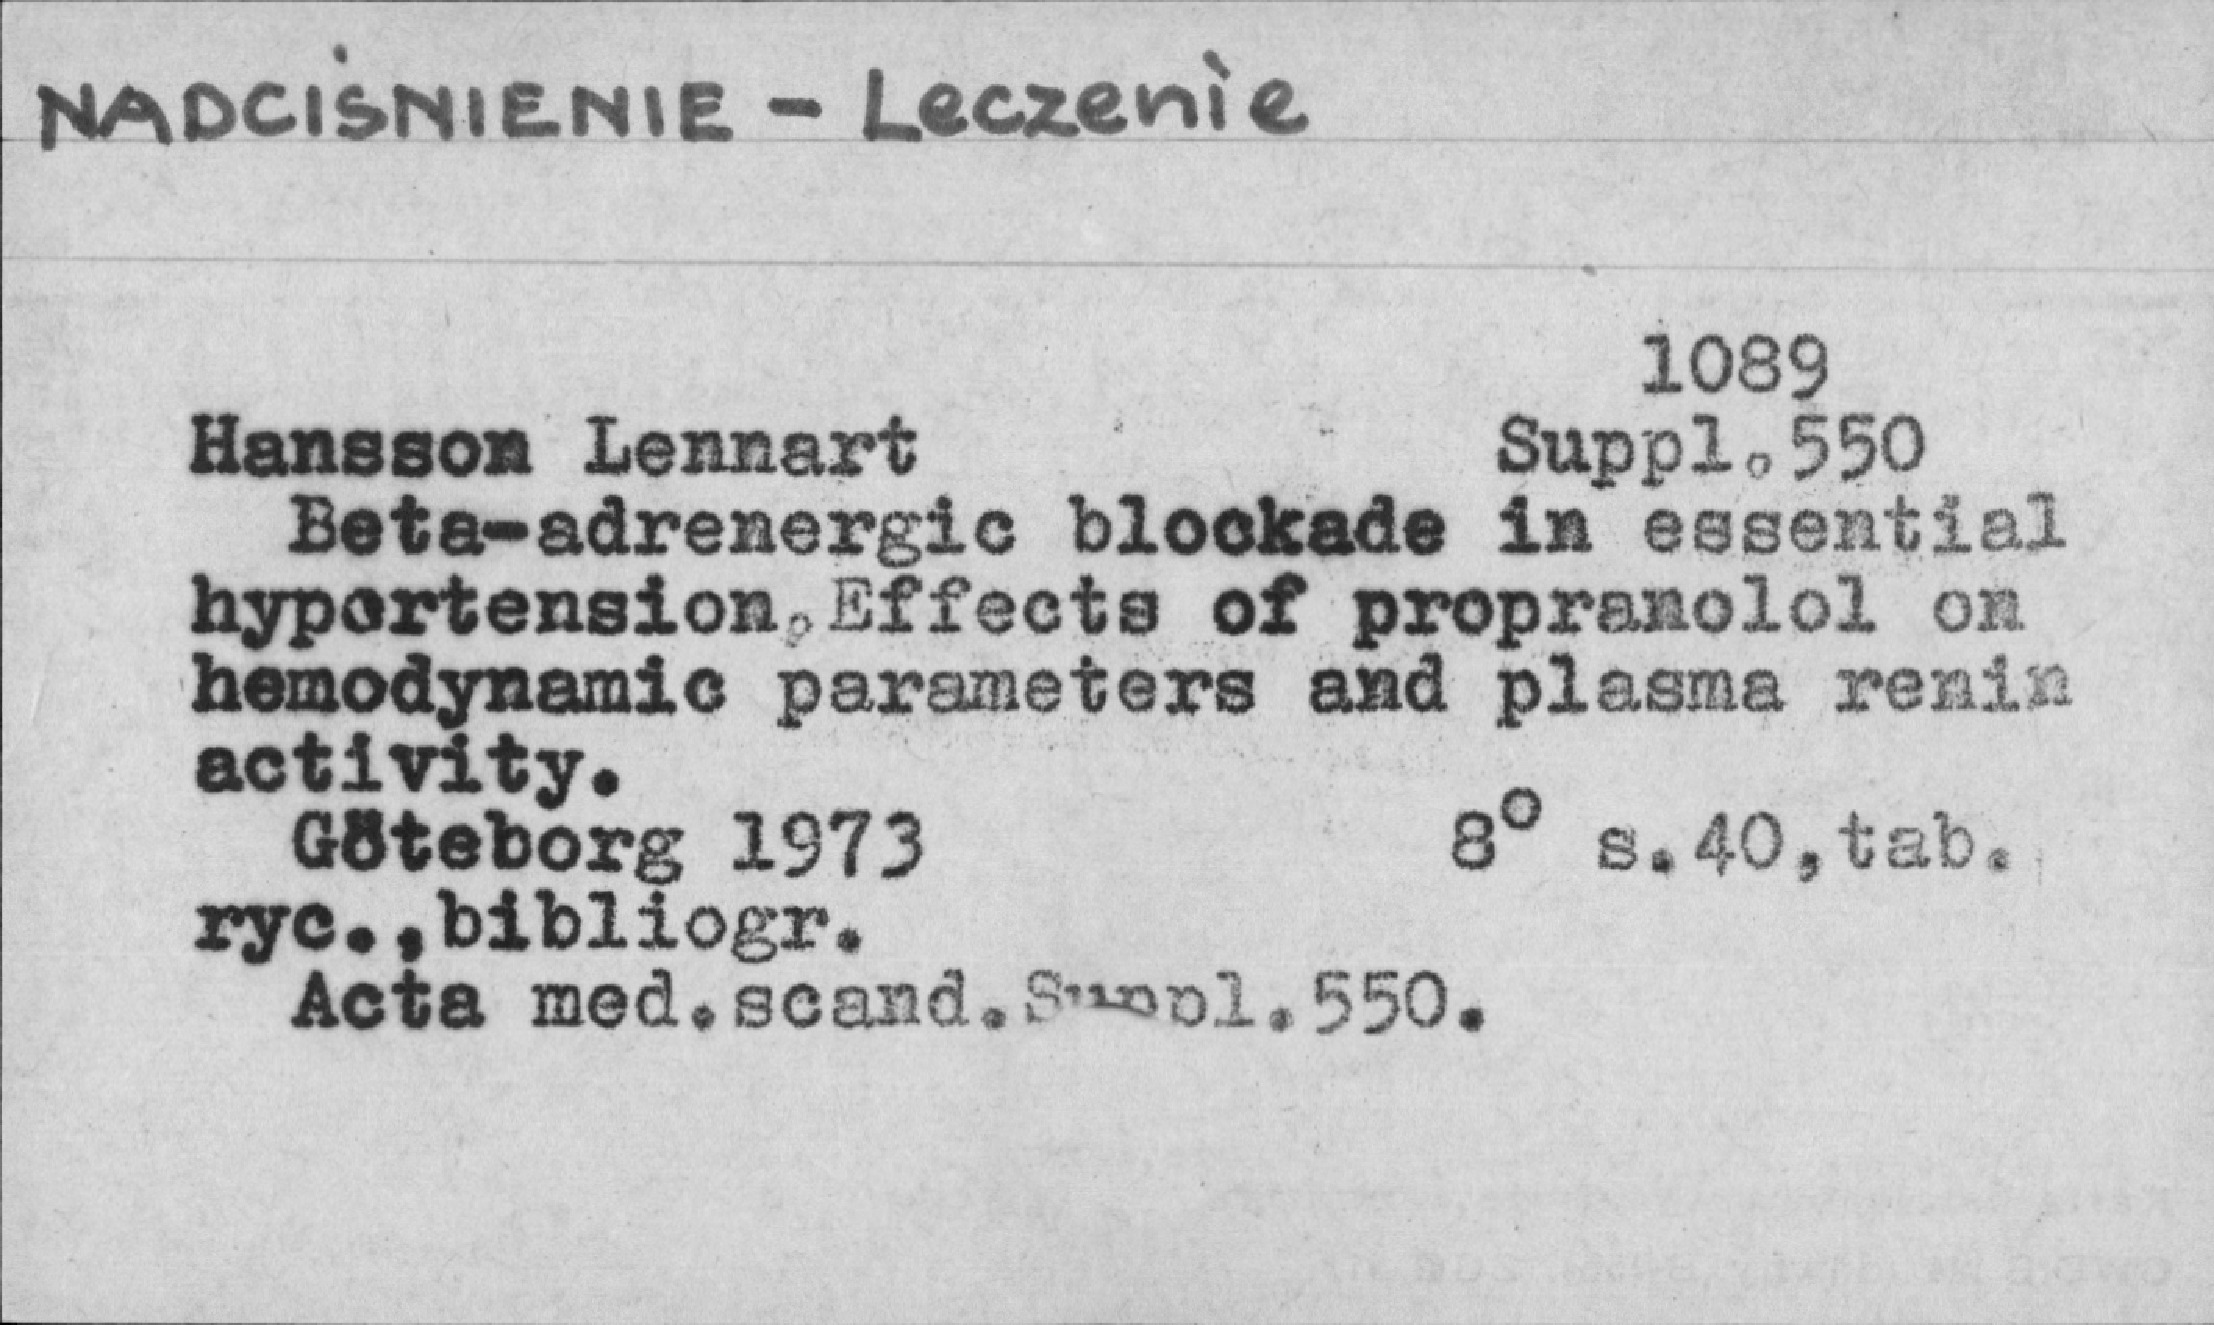 NADCIŚNIENIE - Leczenie
1089
Hansson Lennart Suppl.550
Beta-adrenergic blockade in essential
hypertension.Effects of propranolol on
hemodynamic parameters and plasma renin
activity.
Göteborg 1973 8° s.40,tab.
ryc.,bibliogr.
Acta med.scand.Suppl.550.